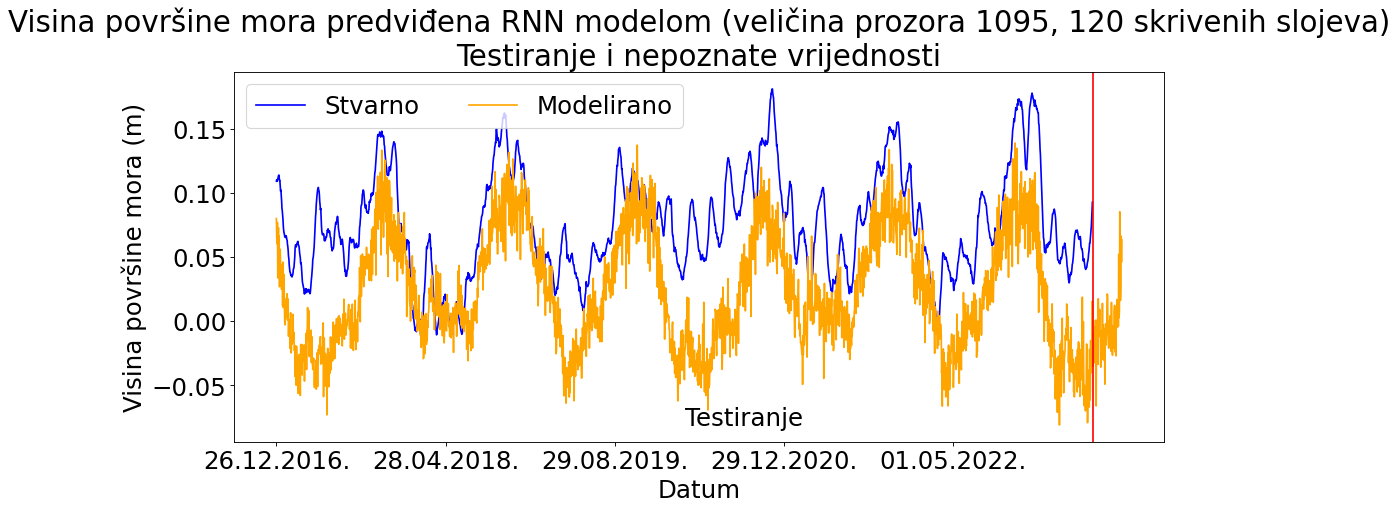 Visina površine mora predviđena RNN modelom (veličina prozora 1095, 120 skrivenih slojeva)
Testiranje i nepoznate vrijednosti
Stvarno Modelirano
Visina površine mora (m)
0.15
0.10
0.05
0.00
−0.05
Testiranje
26.12.2016. 28.04.2018. 29.08.2019. 29.12.2020. 01.05.2022.
Datum